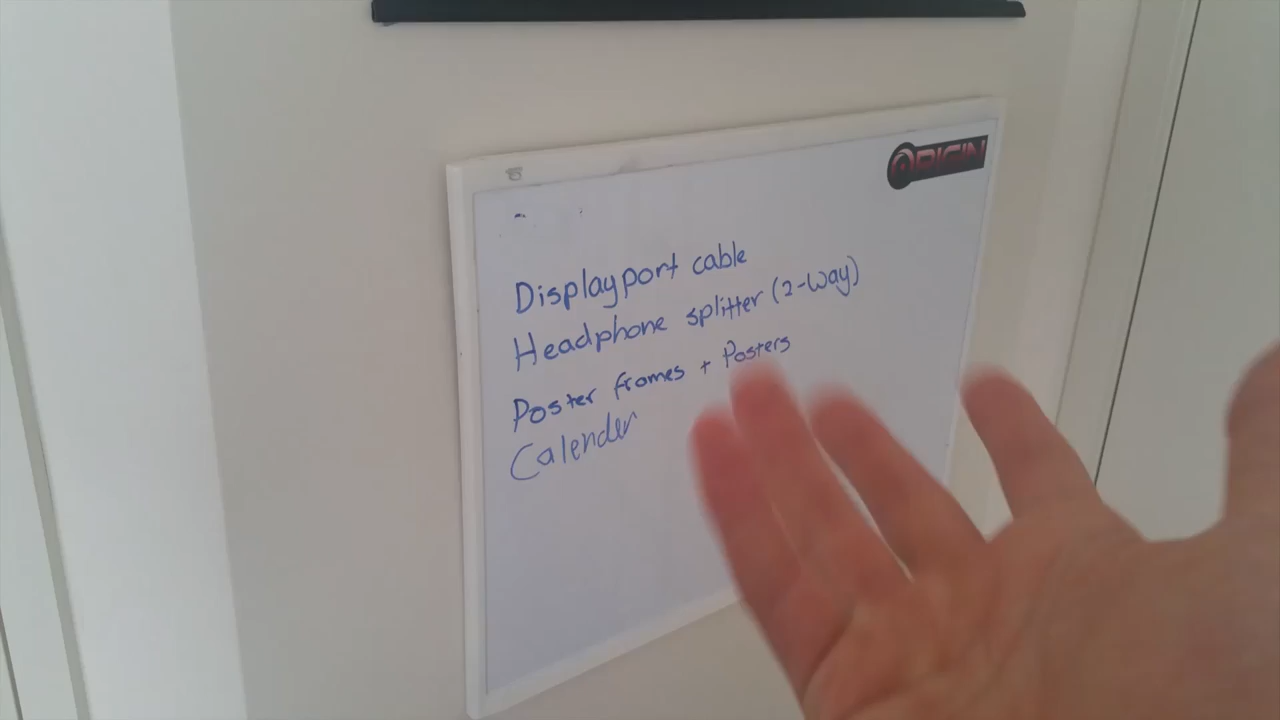 ORIGIN
Displayport cable
Headphone splitter (2-way)
Poster frames + Posters
Calender